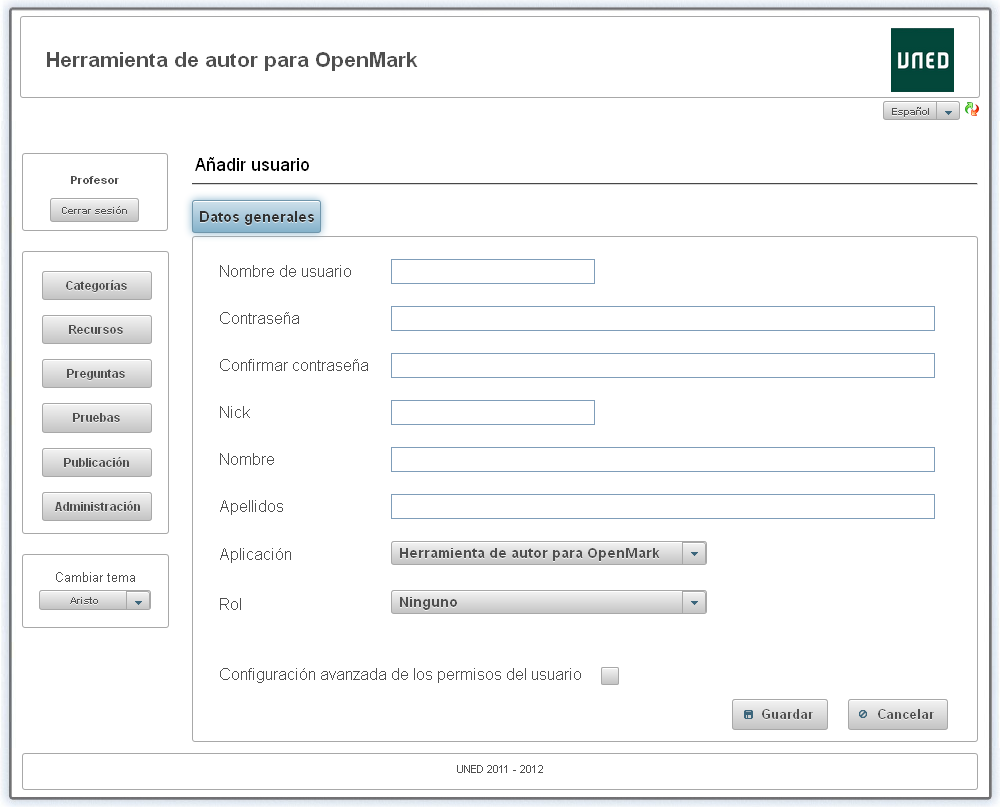 Herramienta de autor para OpenMark
UNED
Español
Profesor
Cerrar sesión
Categorías
Recursos
Preguntas
Pruebas
Publicación
Administración
Cambiar tema
Aristo
Añadir usuario
Datos generales
Nombre de usuario
Contraseña
Confirmar contraseña
Nick
Nombre
Apellidos
Aplicación Herramienta de autor para OpenMark
Rol Ninguno
Configuración avanzada de los permisos del usuario
Guardar Cancelar
UNED 2011 - 2012